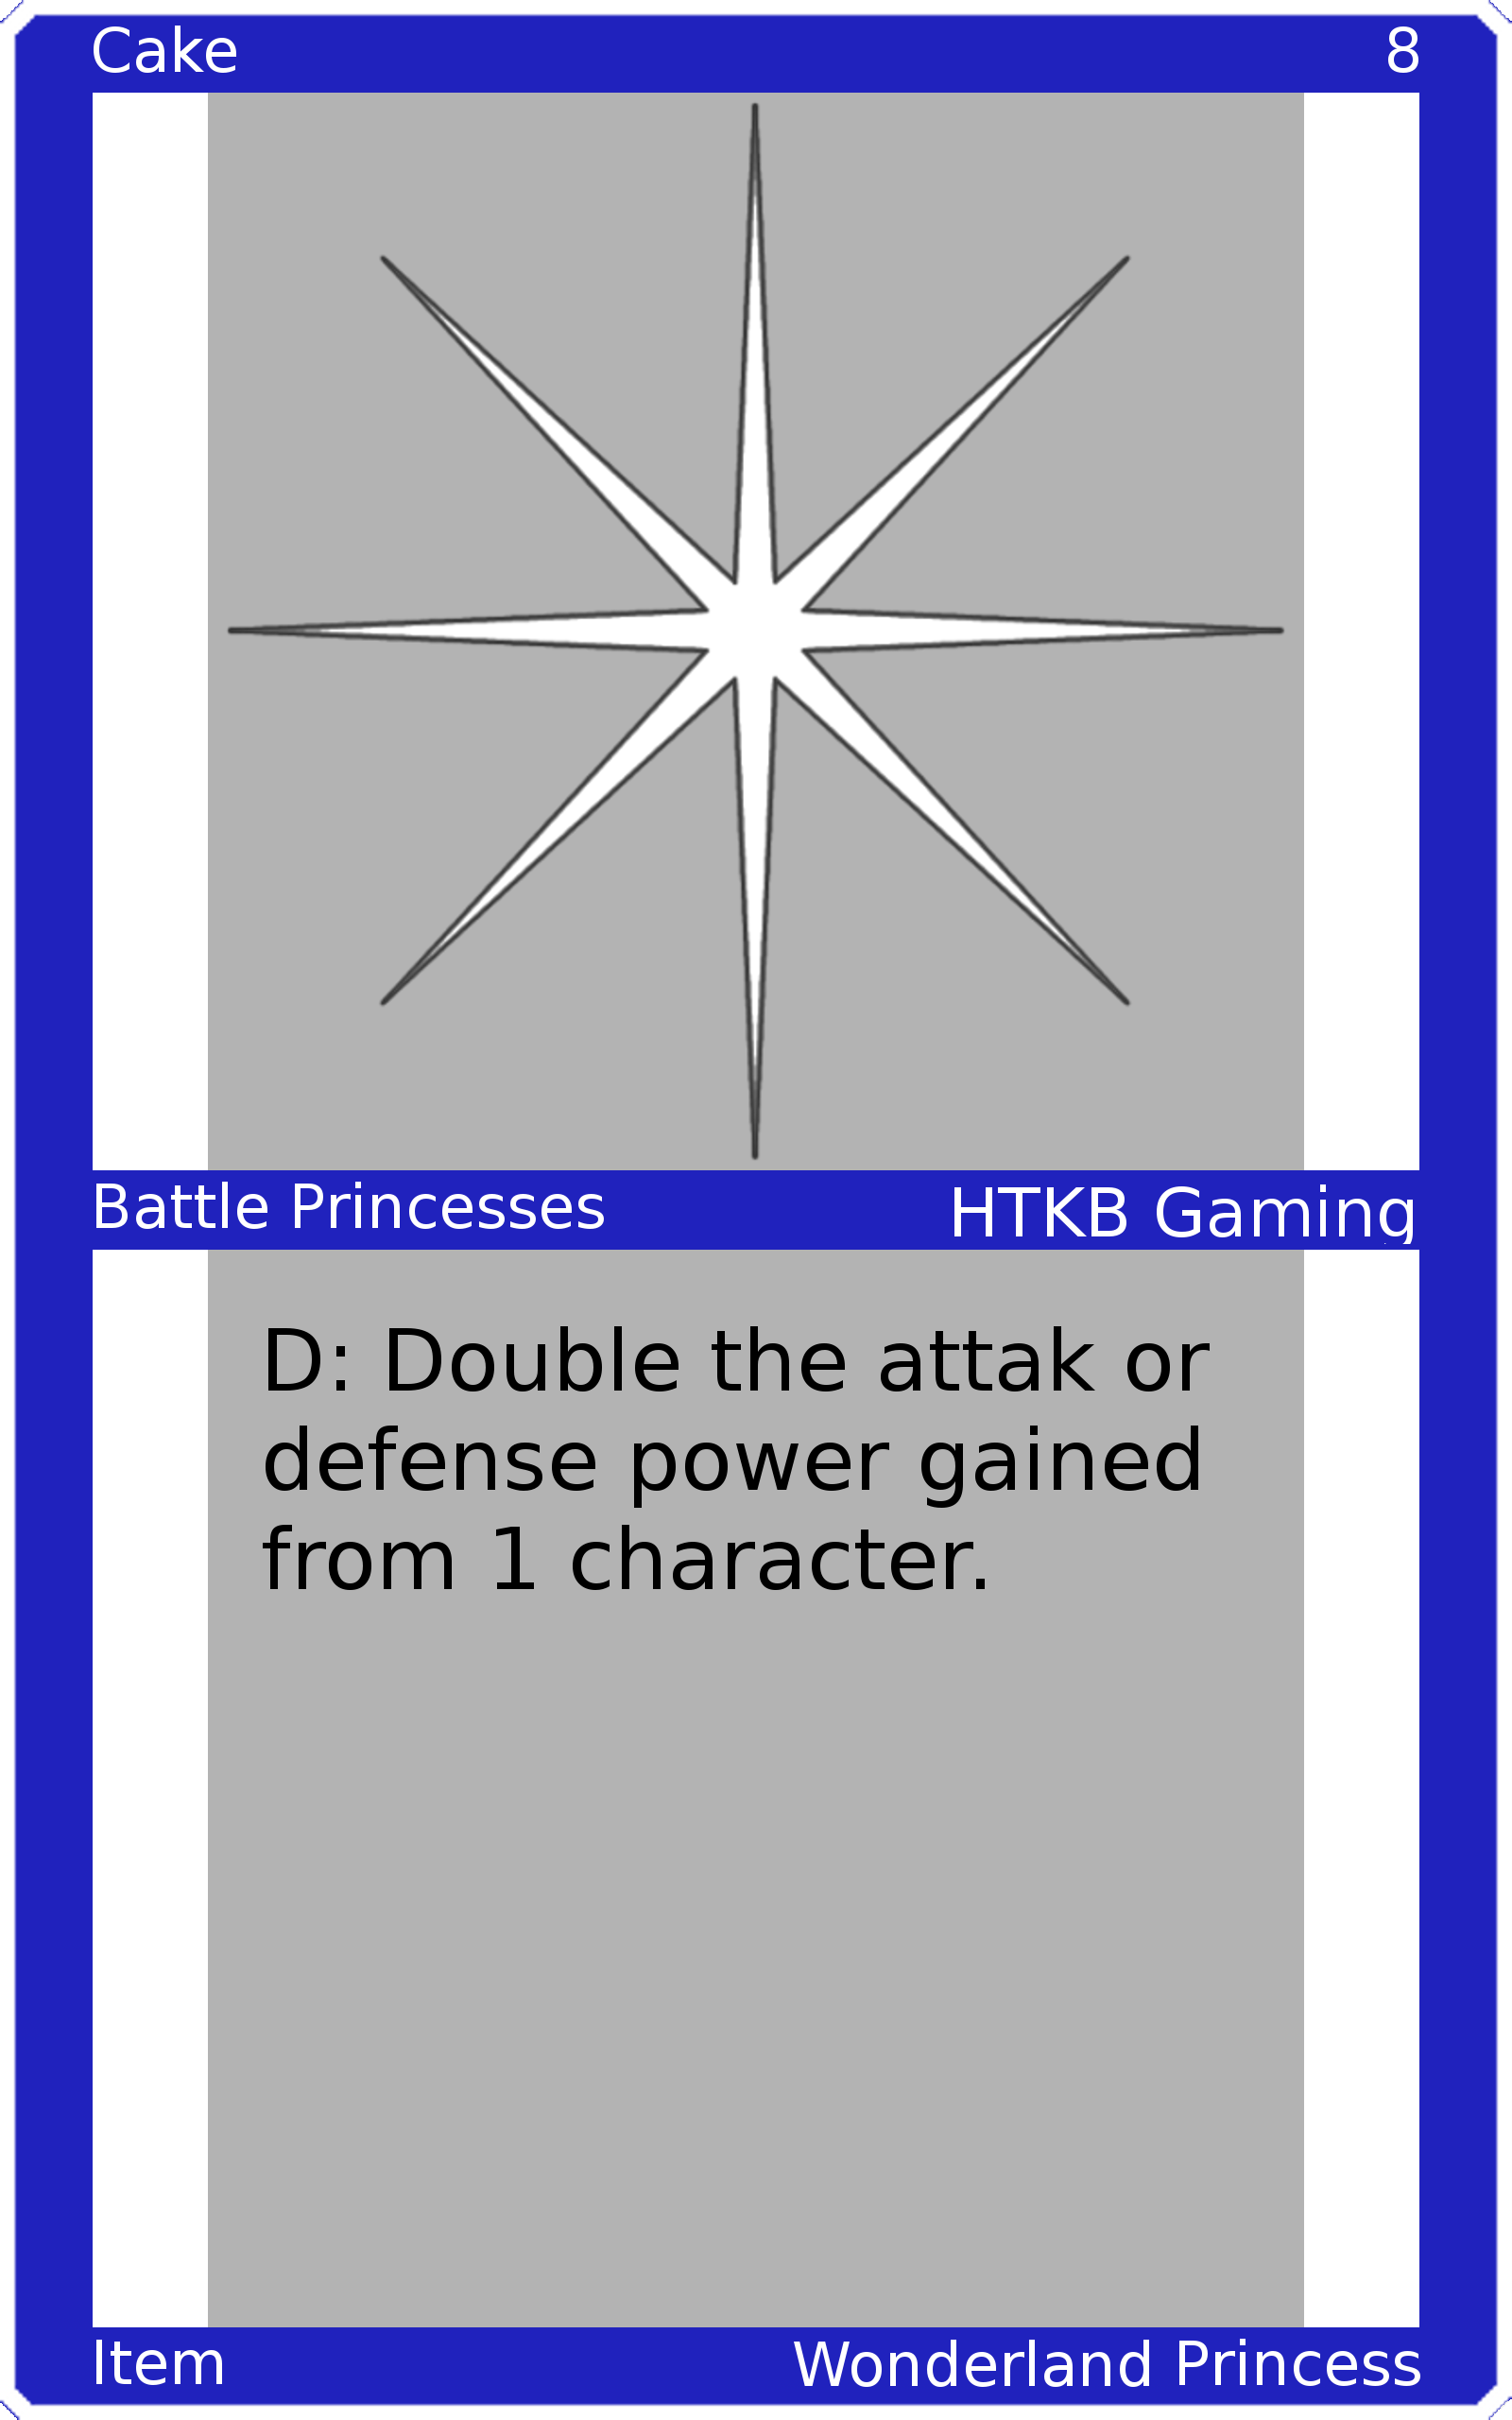 Cake 8
Battle Princesses HTKB Gaming
D: Double the attak or
defense power gained
from 1 character.
Item Wonderland Princess